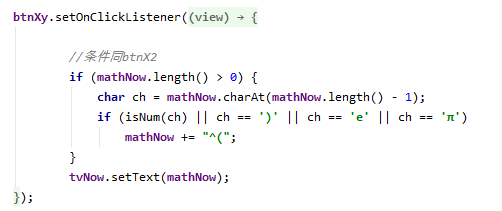 btnXy.setOnClickListener((view) → {
//条件同btnX2
if (mathNow.length() > 0) {
char ch = mathNow.charAt(mathNow.length() - 1);
if (isNum(ch) || ch == ')' || ch == 'e' || ch == 'π')
mathNow += "^(";
}
tvNow.setText(mathNow);
});